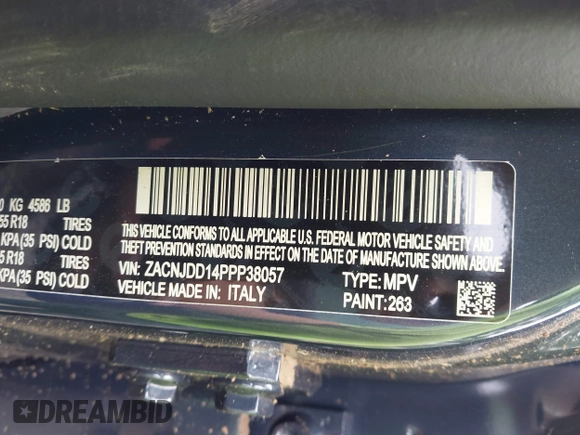 0 KG 4586 LB
55 R18 TIRES
KPA(35 PSI) COLD
5 R18 TIRES
KPA(35 PSI) COLD
THIS VEHICLE CONFORMS TO ALL APPLICABLE U.S. FEDERAL MOTOR VEHICLE SAFETY AND
THEFT PREVENTION STANDARDS IN EFFECT ON THE DATE OF MANUFACTURE SHOWN ABOVE.
VIN: ZACNJDD14PPP38057 TYPE: MPV
VEHICLE MADE IN: ITALY PAINT: 263
DREAMBID